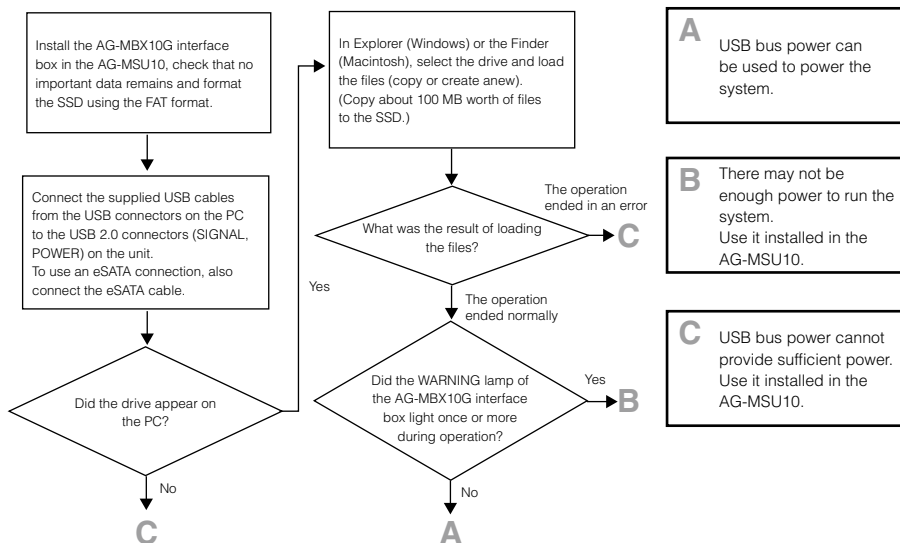 Install the AG-MBX10G interface
box in the AG-MSU10, check that no
important data remains and format
the SSD using the FAT format.
Connect the supplied USB cables
from the USB connectors on the PC
to the USB 2.0 connectors (SIGNAL,
POWER) on the unit.
To use an eSATA connection, also
connect the eSATA cable.
Did the drive appear on
the PC?
Yes
No
C
In Explorer (Windows) or the Finder
(Macintosh), select the drive and load
the files (copy or create anew).
(Copy about 100 MB worth of files
to the SSD.)
What was the result of loading
the files?
The operation
ended in an error
C
The operation
ended normally
Did the WARNING lamp of
the AG-MBX10G interface
box light once or more
during operation?
Yes
B
No
A
A
USB bus power can
be used to power the
system.
B
There may not be
enough power to run the
system.
Use it installed in the
AG-MSU10.
C
USB bus power cannot
provide sufficient power.
Use it installed in the
AG-MSU10.